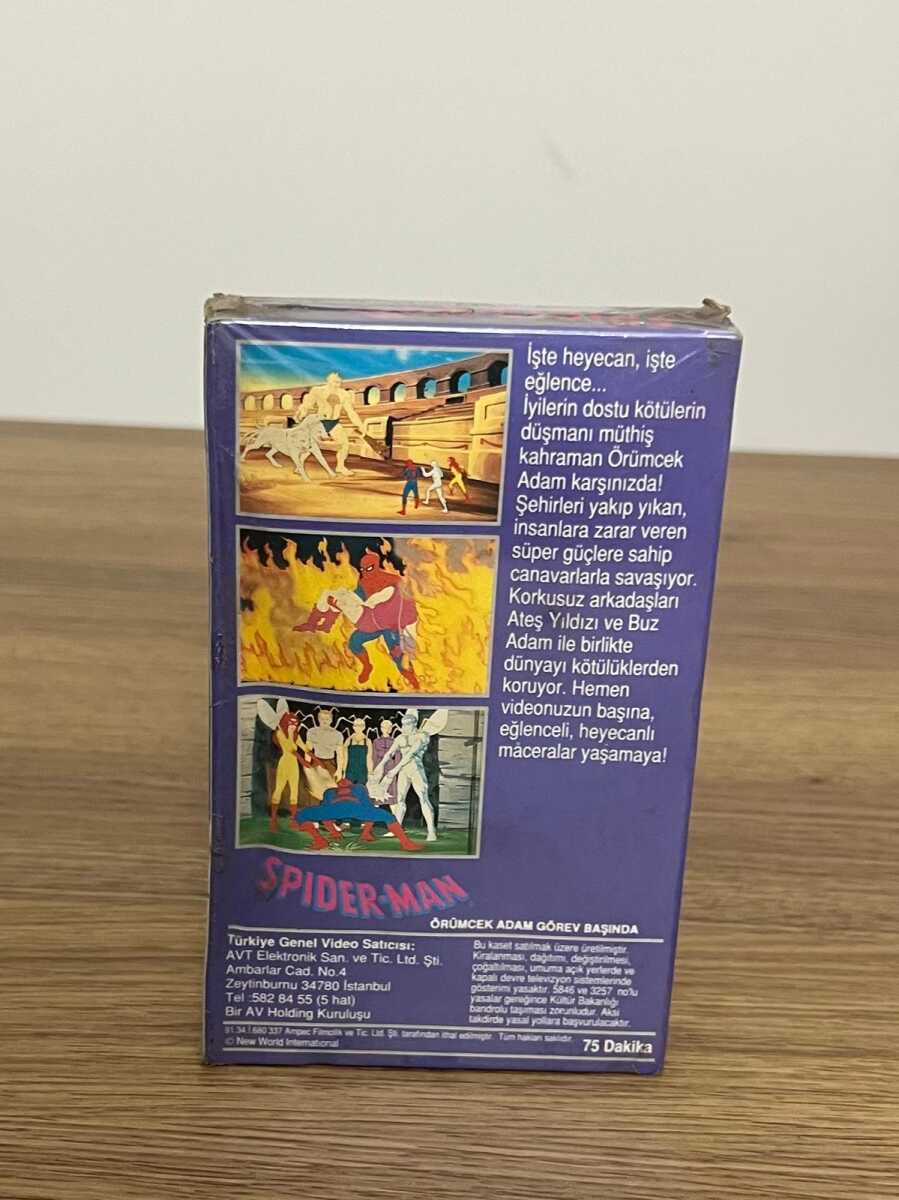 İşte heyecan, işte
eğlence...
İyilerin dostu kötülerin
düşmanı müthiş
kahraman Örümcek
Adam karşınızda!
Şehirleri yakıp yıkan,
insanlara zarar veren
süper güçlere sahip
canavarlarla savaşıyor.
Korkusuz arkadaşları
Ateş Yıldızı ve Buz
Adam ile birlikte
dünyayı kötülüklerden
koruyor. Hemen
videonuzun başına,
eğlenceli, heyecanlı
mâceralar yaşamaya!
SPIDER-MAN
ÖRÜMCEK ADAM GÖREV BAŞINDA
Türkiye Genel Video Satıcısı:
AVT Elektronik San. ve Tic. Ltd. Şti.
Ambarlar Cad. No.4
Zeytinburnu 34780 İstanbul
Tel :582 84 55 (5 hat)
Bir AV Holding Kuruluşu
Bu kaset satılmak üzere üretilmiştir.
Kiralanması, dağıtımı, değiştirilmesi,
çoğaltılması, umuma açık yerlerde ve
kapalı devre televizyon sistemlerinde
gösterimi yasaktır. 5846 ve 3257 no'lu
yasalar gereğince Kültür Bakanlığı
bandrolu taşıması zorunludur. Aksi
takdirde yasal yollara başvurulacaktır.
91.34.İ.680 337 Ampec Filmcilik ve Tic. Ltd. Şti. tarafından ithal edilmiştir. Tüm hakları saklıdır.
© New World International
75 Dakika